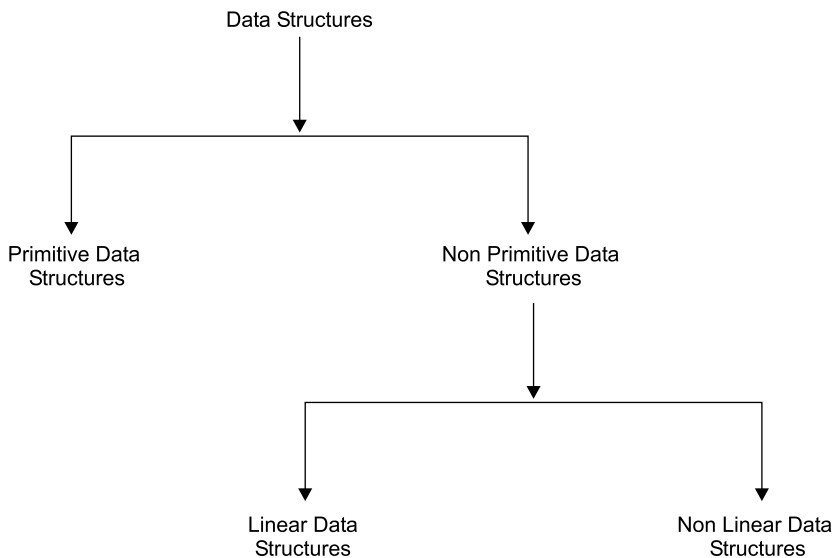 Data Structures
Primitive Data
Structures
Non Primitive Data
Structures
Linear Data
Structures
Non Linear Data
Structures